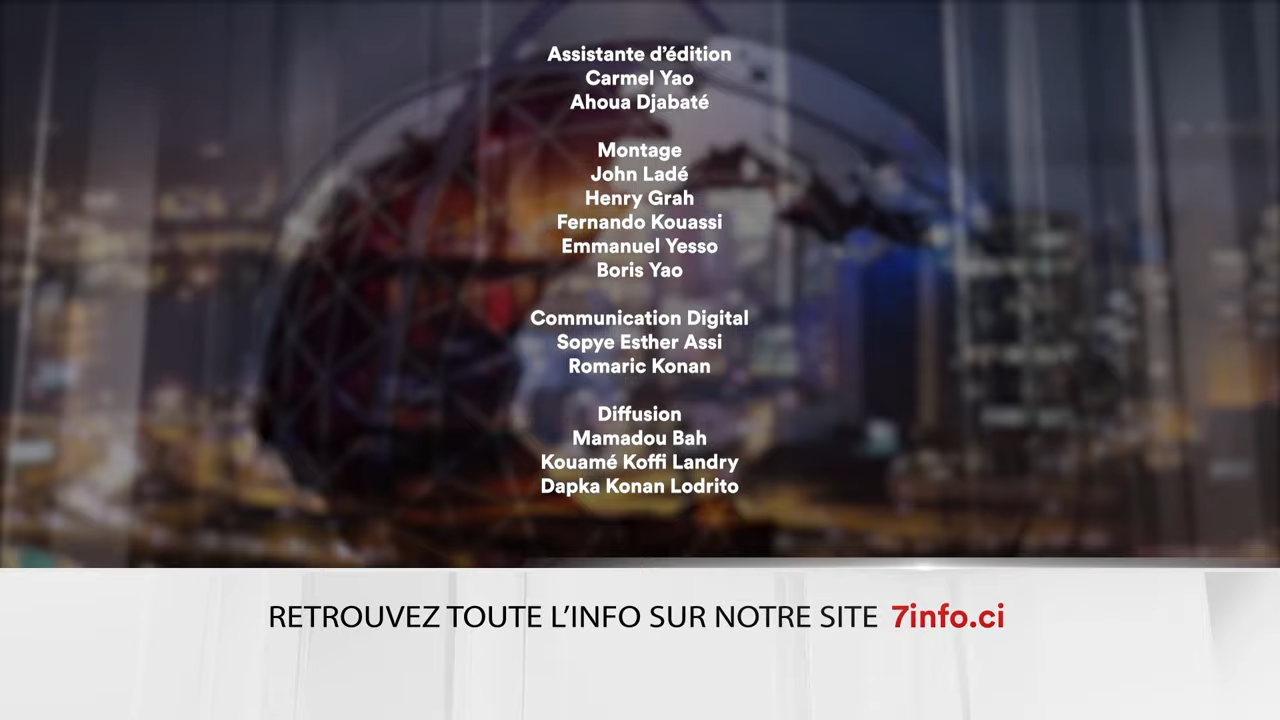 Assistante d'édition
Carmel Yao
Ahoua Djabaté
Montage
John Ladé
Henry Grah
Fernando Kouassi
Emmanuel Yesso
Boris Yao
Communication Digital
Sopye Esther Assi
Romaric Konan
Diffusion
Mamadou Bah
Kouamé Koffi Landry
Dapka Konan Lodrito
RETROUVEZ TOUTE L'INFO SUR NOTRE SITE 7info.ci